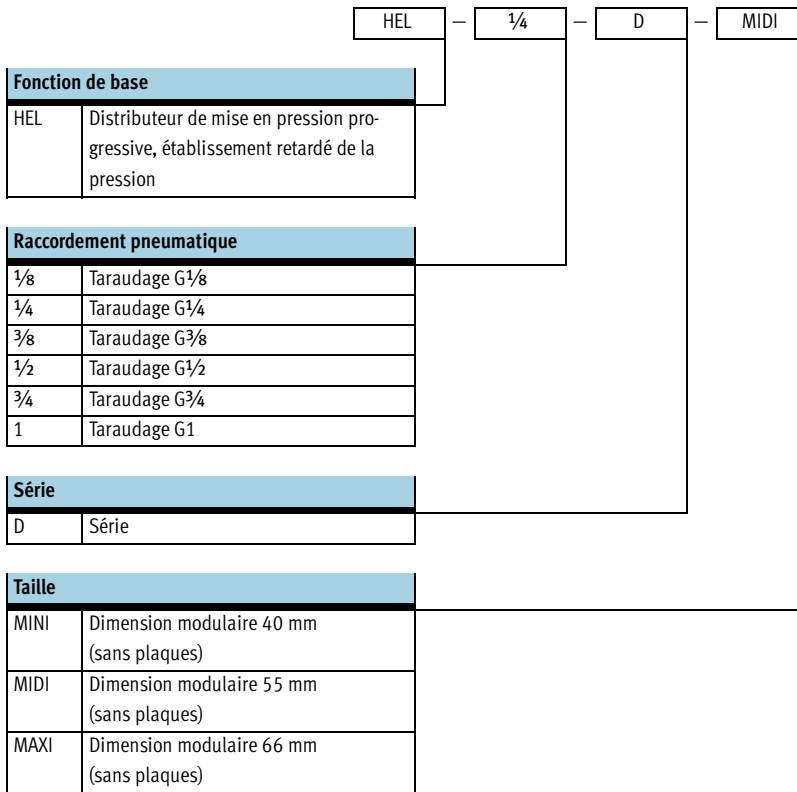 HEL – ¼ – D – MIDI
Fonction de base
HEL Distributeur de mise en pression pro-
gressive, établissement retardé de la
pression
Raccordement pneumatique
⅛ Taraudage G⅛
¼ Taraudage G¼
⅜ Taraudage G⅜
½ Taraudage G½
¾ Taraudage G¾
1 Taraudage G1
Série
D Série
Taille
MINI Dimension modulaire 40 mm
(sans plaques)
MIDI Dimension modulaire 55 mm
(sans plaques)
MAXI Dimension modulaire 66 mm
(sans plaques)